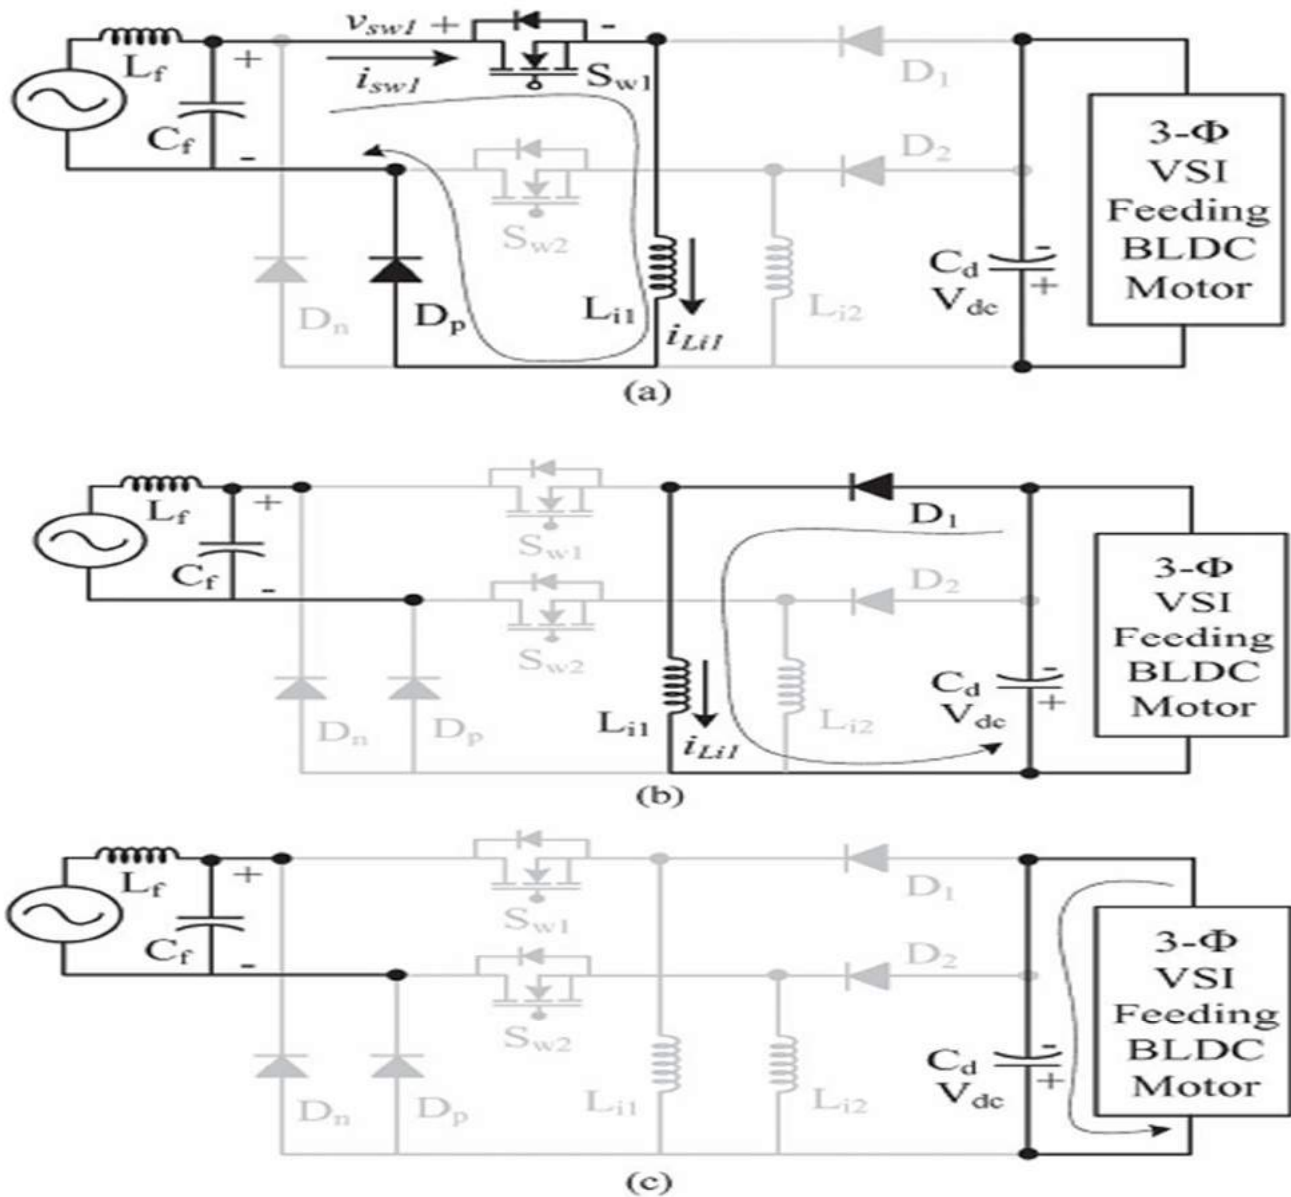 v_sw1 + -
L_f + i_sw1 S_w1 D_1
C_f - D_2
S_w2
D_n D_p L_i1 i_Li1 L_i2
C_d -
V_dc +
3-Φ
VSI
Feeding
BLDC
Motor
(a)
L_f + S_w1 D_1
C_f - D_2
S_w2
D_n D_p L_i1 i_Li1 L_i2
C_d -
V_dc +
3-Φ
VSI
Feeding
BLDC
Motor
(b)
L_f + S_w1 D_1
C_f - D_2
S_w2
D_n D_p L_i1 L_i2
C_d -
V_dc +
3-Φ
VSI
Feeding
BLDC
Motor
(c)